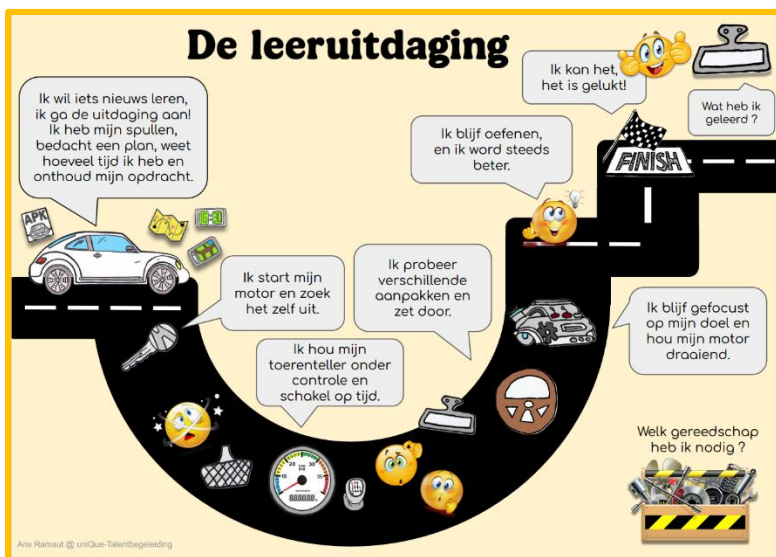 De leeruitdaging
Ik wil iets nieuws leren,
ik ga de uitdaging aan!
Ik heb mijn spullen,
bedacht een plan, weet
hoeveel tijd ik heb en
onthoud mijn opdracht.
APK
Ik start mijn
motor en zoek
het zelf uit.
Ik hou mijn
toerenteller onder
controle en
schakel op tijd.
Ik probeer
verschillende
aanpakken en
zet door.
Ik blijf gefocust
op mijn doel en
hou mijn motor
draaiend.
Ik blijf oefenen,
en ik word steeds
beter.
Ik kan het,
het is gelukt!
FINISH
Wat heb ik
geleerd ?
Welk gereedschap
heb ik nodig ?
Aris Ramaut @ uniQue-Talentbegeleiding